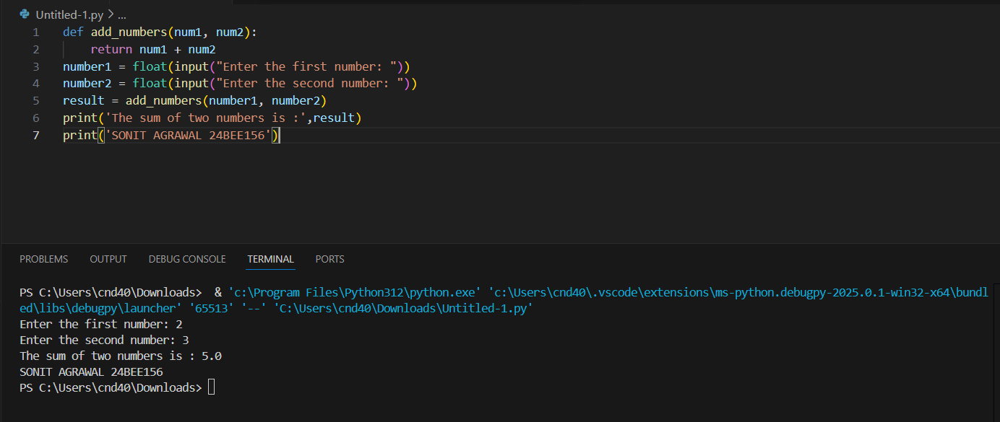 Untitled-1.py > ...
1 def add_numbers(num1, num2):
2     return num1 + num2
3 number1 = float(input("Enter the first number: "))
4 number2 = float(input("Enter the second number: "))
5 result = add_numbers(number1, number2)
6 print('The sum of two numbers is :',result)
7 print('SONIT AGRAWAL 24BEE156')
PROBLEMS OUTPUT DEBUG CONSOLE TERMINAL PORTS
PS C:\Users\cnd40\Downloads>  & 'c:\Program Files\Python312\python.exe' 'c:\Users\cnd40\.vscode\extensions\ms-python.debugpy-2025.0.1-win32-x64\bundl
ed\libs\debugpy\launcher' '65513' '--' 'C:\Users\cnd40\Downloads\Untitled-1.py'
Enter the first number: 2
Enter the second number: 3
The sum of two numbers is : 5.0
SONIT AGRAWAL 24BEE156
PS C:\Users\cnd40\Downloads>